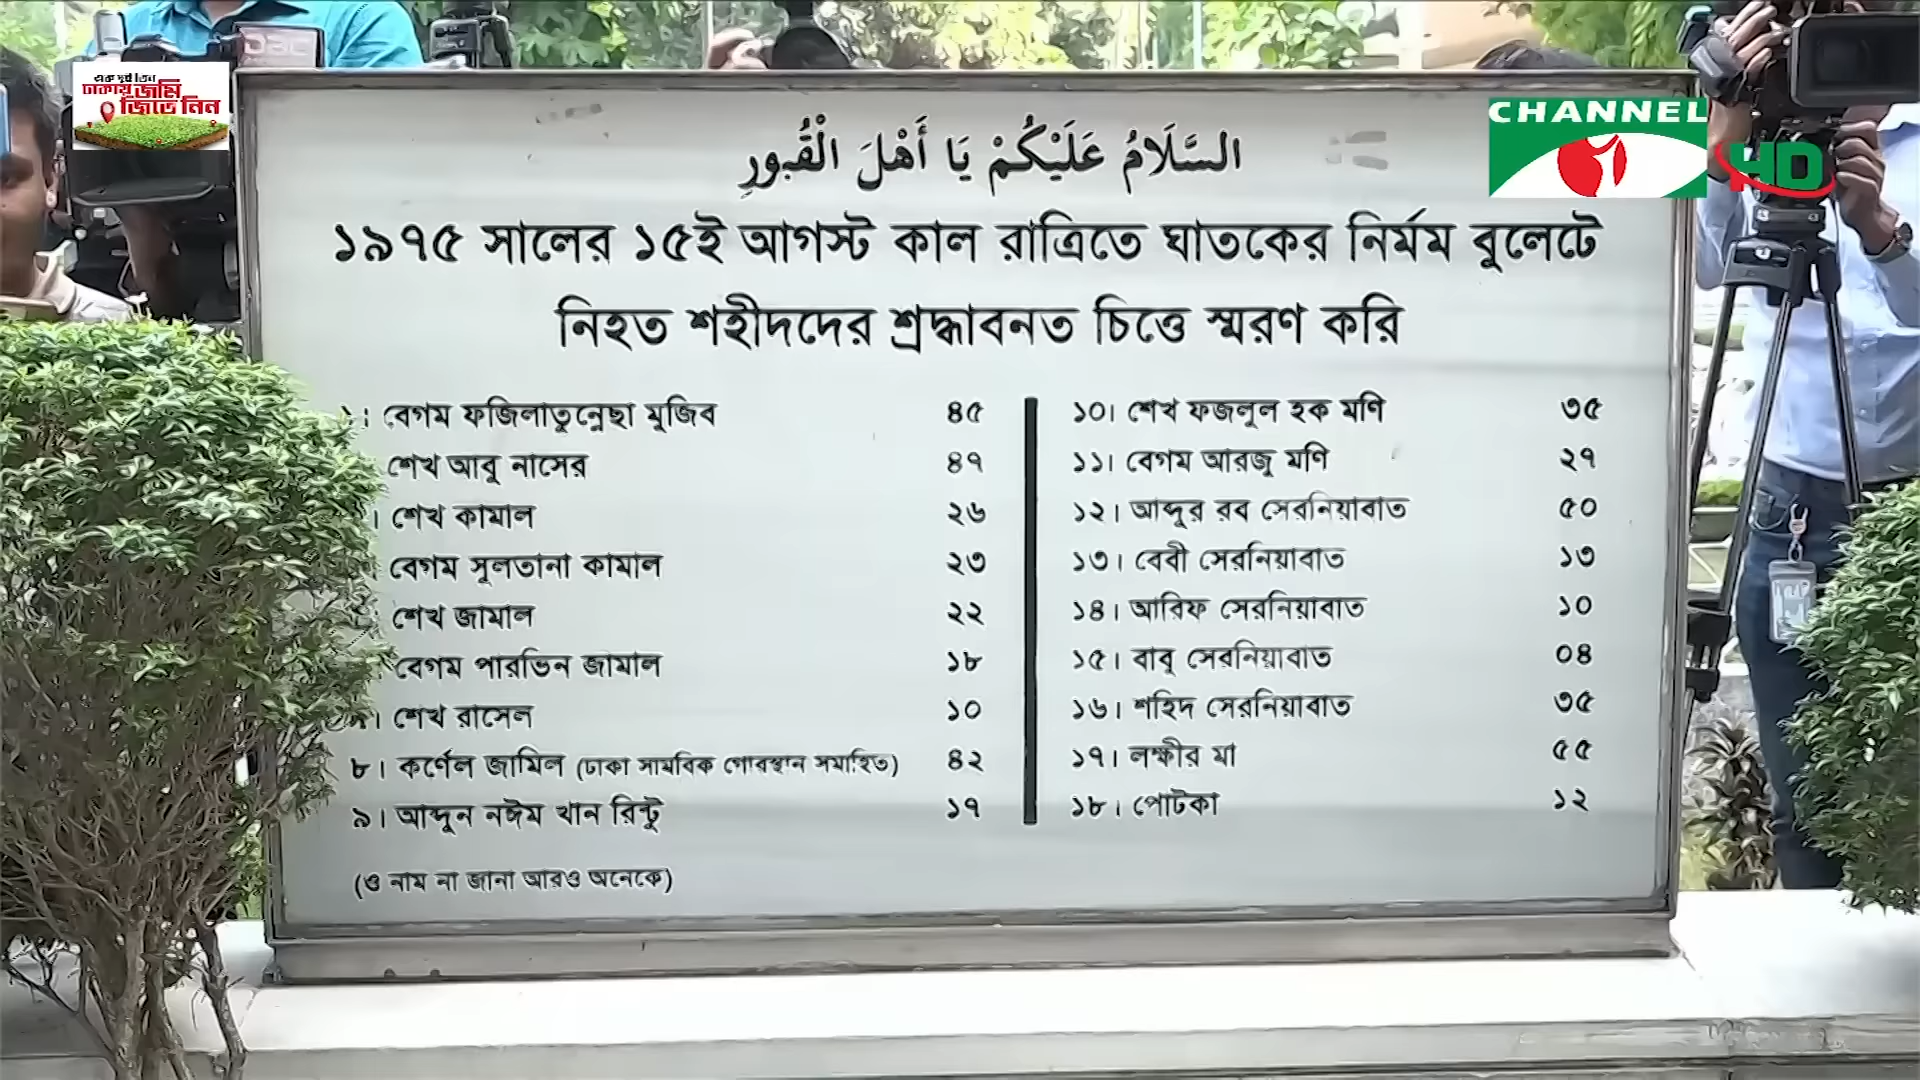 একে দুই তিন
ঢাকায় জমি
জিতে নিন
CHANNEL
HD
السَّلَامُ عَلَيْكُمْ يَا أَهْلَ الْقُبُورِ
১৯৭৫ সালের ১৫ই আগস্ট কাল রাত্রিতে ঘাতকের নির্মম বুলেটে
নিহত শহীদদের শ্রদ্ধাবনত চিত্তে স্মরণ করি
১। বেগম ফজিলাতুন্নেছা মুজিব ৪৫
শেখ আবু নাসের ৪৭
। শেখ কামাল ২৬
। বেগম সুলতানা কামাল ২৩
। শেখ জামাল ২২
। বেগম পারভিন জামাল ১৮
৭। শেখ রাসেল ১০
৮। কর্ণেল জামিল (ঢাকা সামরিক গোরস্থান সমাহিত) ৪২
৯। আব্দুন নঈম খান রিন্টু ১৭
(ও নাম না জানা আরও অনেকে)
১০। শেখ ফজলুল হক মণি ৩৫
১১। বেগম আরজু মণি ২৭
১২। আব্দুর রব সেরনিয়াবাত ৫০
১৩। বেবী সেরনিয়াবাত ১৩
১৪। আরিফ সেরনিয়াবাত ১০
১৫। বাবু সেরনিয়াবাত ০৪
১৬। শহিদ সেরনিয়াবাত ৩৫
১৭। লক্ষীর মা ৫৫
১৮। পোটকা ১২